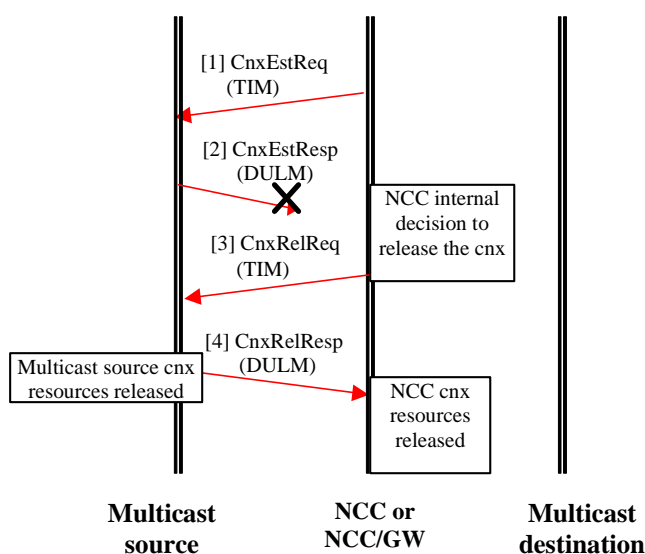 [1] CnxEstReq
(TIM)
[2] CnxEstResp
(DULM)
NCC internal
decision to
release the cnx
[3] CnxRelReq
(TIM)
[4] CnxRelResp
(DULM)
Multicast source cnx
resources released
NCC cnx
resources
released
Multicast
source
NCC or
NCC/GW
Multicast
destination